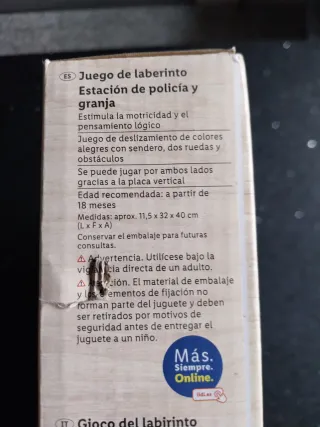 ES Juego de laberinto
Estación de policía y
granja
Estimula la motricidad y el
pensamiento lógico
Juego de deslizamiento de colores
alegres con sendero, dos ruedas y
obstáculos
Se puede jugar por ambos lados
gracias a la placa vertical
Edad recomendada: a partir de
18 meses
Medidas: aprox. 11,5 x 32 x 40 cm
(L x F x A)
Conservar el embalaje para futuras
consultas.
Advertencia. Utilícese bajo la
directa de un adulto.
El material de embalaje
y elementos de fijación no
forman parte del juguete y deben
ser retirados por motivos de
seguridad antes de entregar el
juguete a un niño.
Más.
Siempre.
Online.
lidl.es
IT Gioco del labirinto